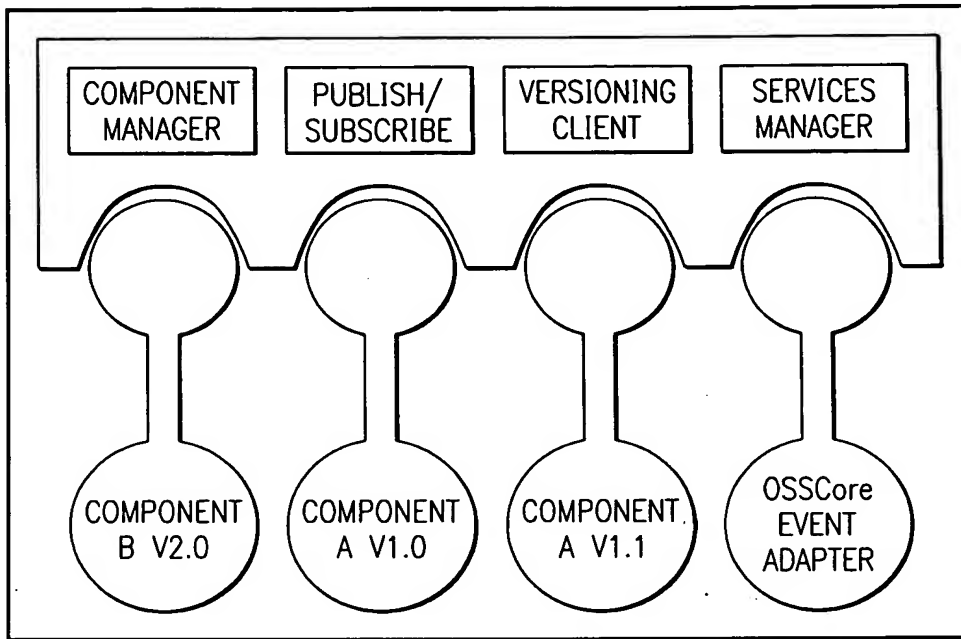 COMPONENT
MANAGER
PUBLISH/
SUBSCRIBE
VERSIONING
CLIENT
SERVICES
MANAGER
COMPONENT
B V2.0
COMPONENT
A V1.0
COMPONENT
A V1.1
OSSCore
EVENT
ADAPTER